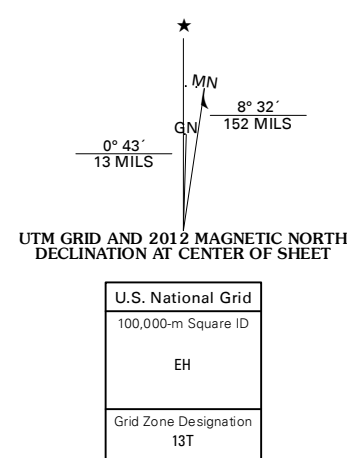 ★
MN
8° 32´
152 MILS
GN
0° 43´
13 MILS
UTM GRID AND 2012 MAGNETIC NORTH
DECLINATION AT CENTER OF SHEET
U.S. National Grid
100,000-m Square ID
EH
Grid Zone Designation
13T